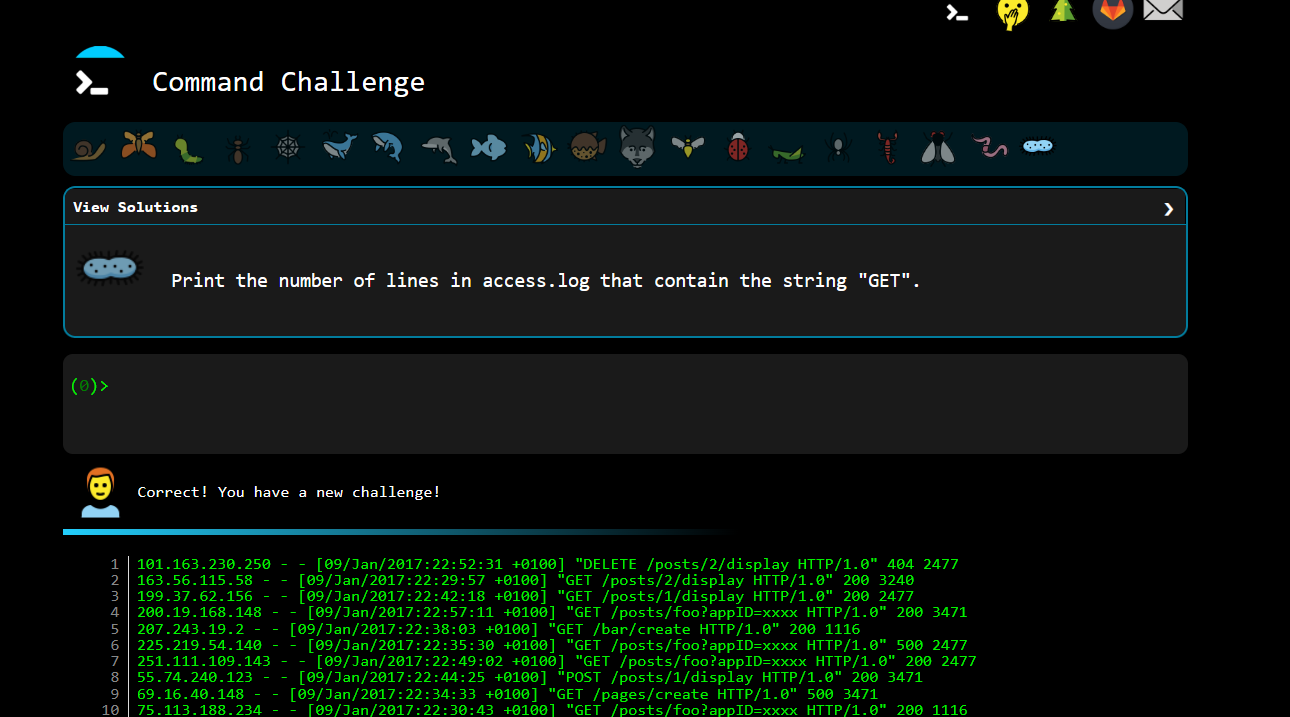 Command Challenge
View Solutions
Print the number of lines in access.log that contain the string "GET".
(0)>
Correct! You have a new challenge!
1 101.163.230.250 - - [09/Jan/2017:22:52:31 +0100] "DELETE /posts/2/display HTTP/1.0" 404 2477
2 163.56.115.58 - - [09/Jan/2017:22:29:57 +0100] "GET /posts/2/display HTTP/1.0" 200 3240
3 199.37.62.156 - - [09/Jan/2017:22:42:18 +0100] "GET /posts/1/display HTTP/1.0" 200 2477
4 200.19.168.148 - - [09/Jan/2017:22:57:11 +0100] "GET /posts/foo?appID=xxxx HTTP/1.0" 200 3471
5 207.243.19.2 - - [09/Jan/2017:22:38:03 +0100] "GET /bar/create HTTP/1.0" 200 1116
6 225.219.54.140 - - [09/Jan/2017:22:35:30 +0100] "GET /posts/foo?appID=xxxx HTTP/1.0" 500 2477
7 251.111.109.143 - - [09/Jan/2017:22:49:02 +0100] "GET /posts/foo?appID=xxxx HTTP/1.0" 200 2477
8 55.74.240.123 - - [09/Jan/2017:22:44:25 +0100] "POST /posts/1/display HTTP/1.0" 200 3471
9 69.16.40.148 - - [09/Jan/2017:22:34:33 +0100] "GET /pages/create HTTP/1.0" 500 3471
10 75.113.188.234 - - [09/Jan/2017:22:30:43 +0100] "GET /posts/foo?appID=xxxx HTTP/1.0" 200 1116